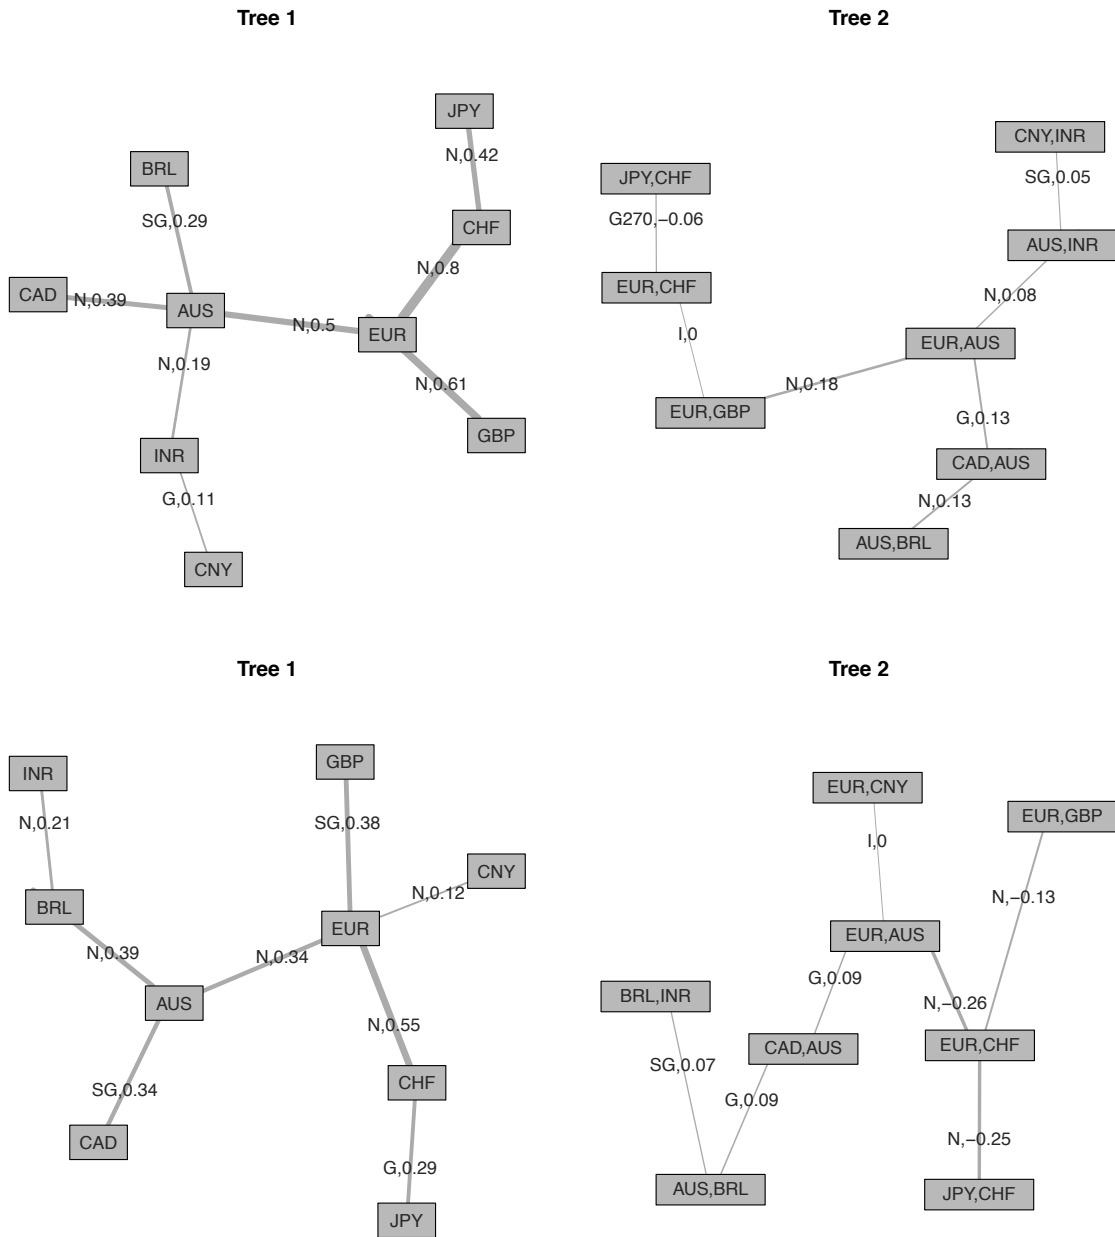 Tree 1
JPY
BRL
N,0.42
SG,0.29
CHF
N,0.8
CAD
N,0.39
AUS
N,0.5
EUR
N,0.19
N,0.61
GBP
INR
G,0.11
CNY
Tree 2
CNY,INR
JPY,CHF
SG,0.05
G270,−0.06
AUS,INR
EUR,CHF
N,0.08
I,0
EUR,AUS
N,0.18
EUR,GBP
G,0.13
CAD,AUS
N,0.13
AUS,BRL
Tree 1
GBP
INR
N,0.21
SG,0.38
CNY
N,0.12
BRL
EUR
N,0.39
N,0.34
AUS
N,0.55
CHF
SG,0.34
CAD
G,0.29
JPY
Tree 2
EUR,CNY
EUR,GBP
I,0
N,−0.13
EUR,AUS
G,0.09
BRL,INR
N,−0.26
CAD,AUS
EUR,CHF
SG,0.07
G,0.09
N,−0.25
AUS,BRL
JPY,CHF